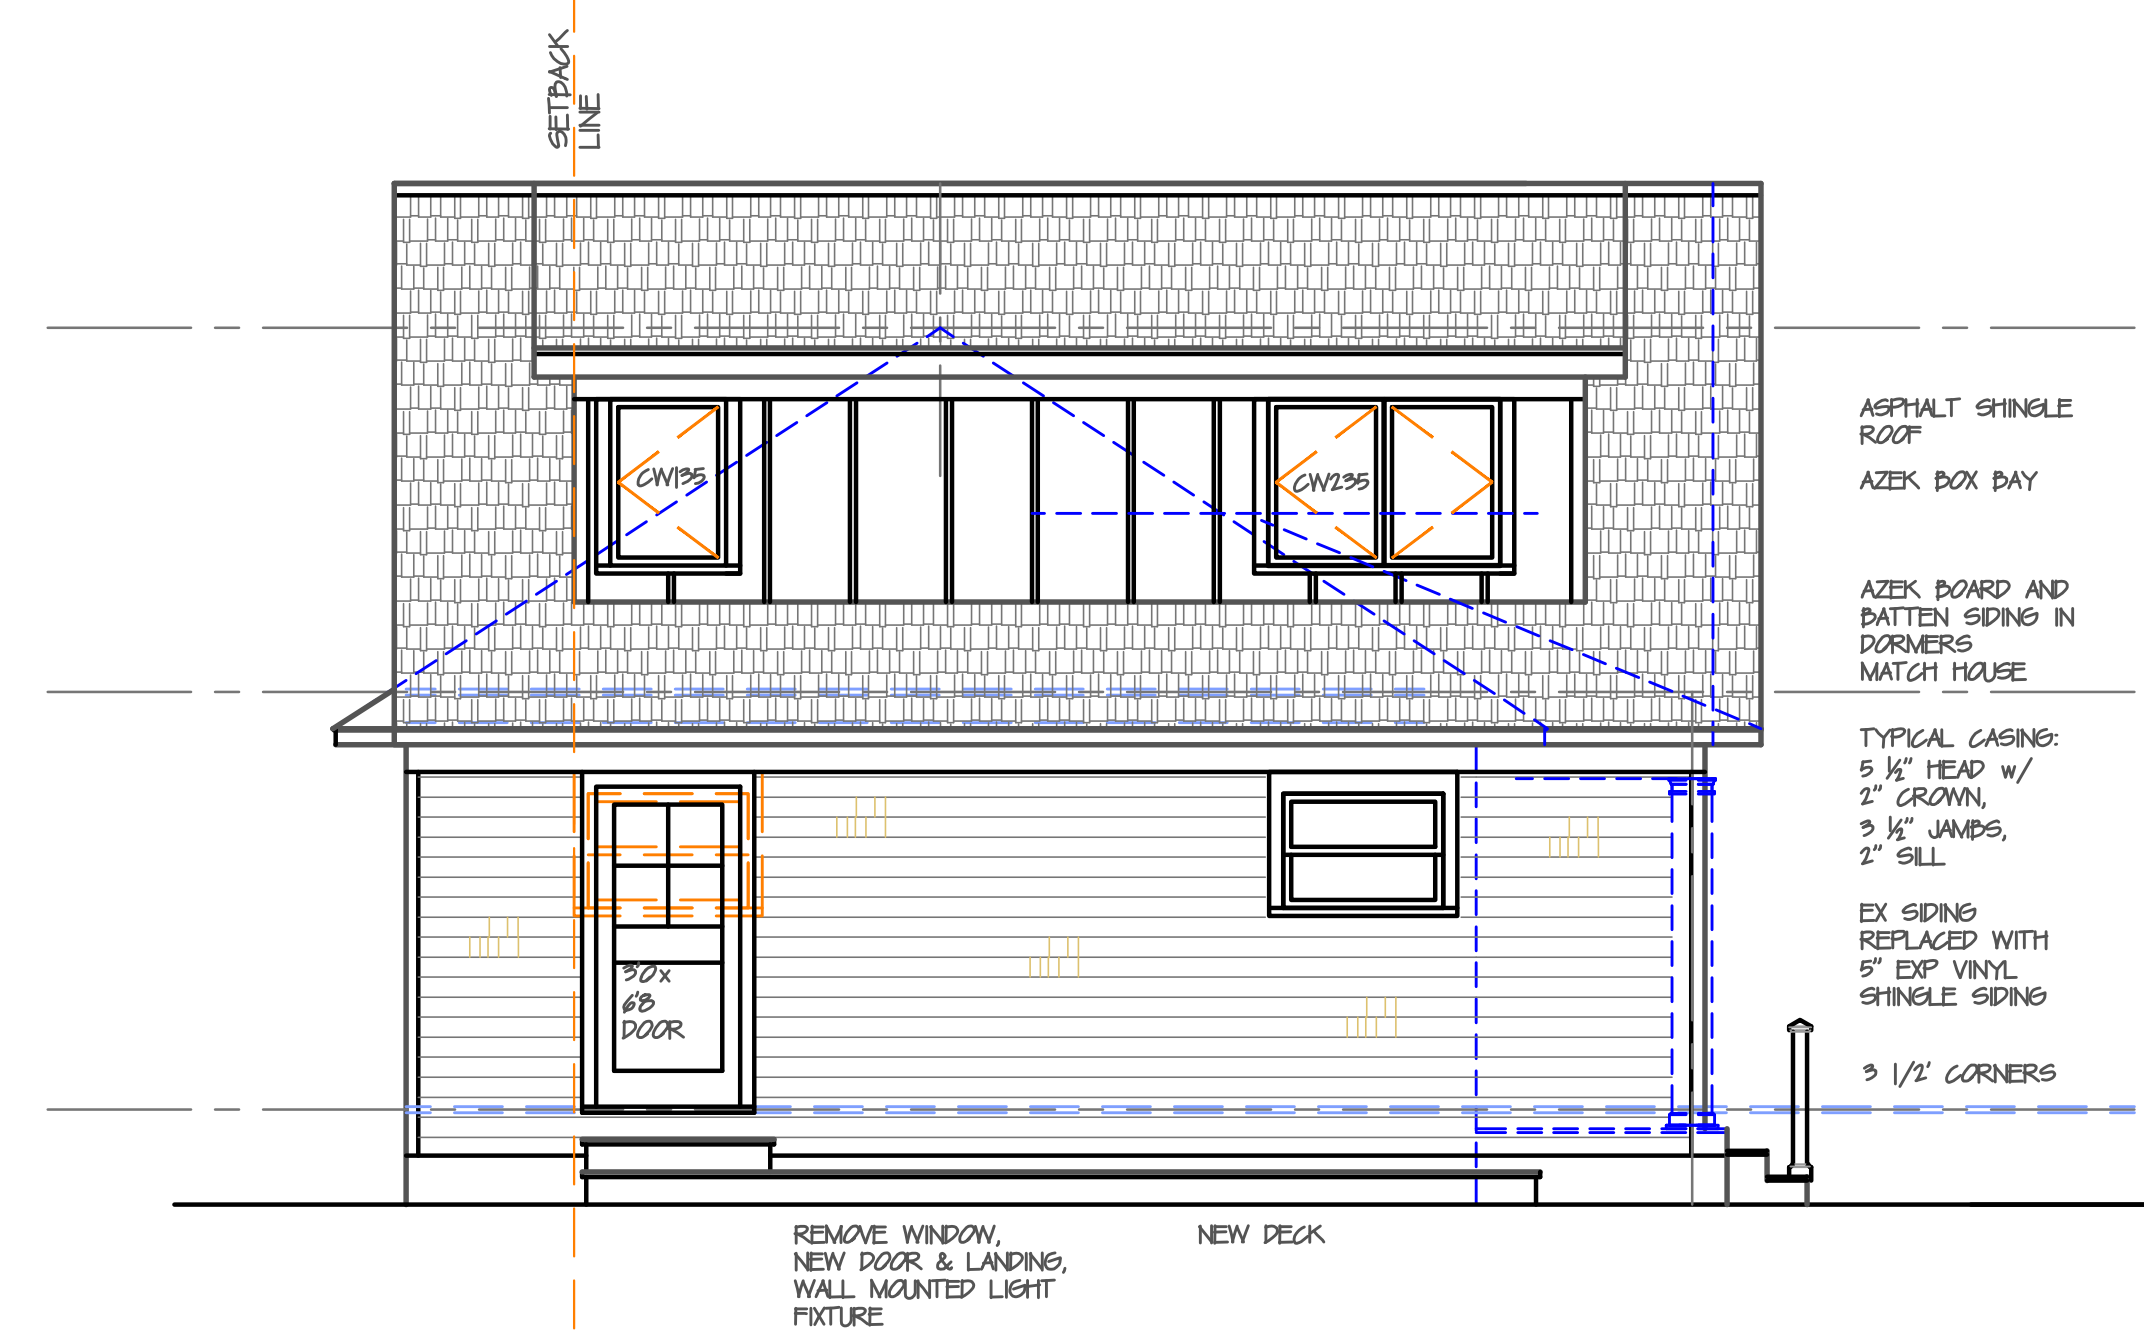 SETBACK
LINE
CW135
CW235
ASPHALT SHINGLE
ROOF
AZEK BOX BAY
AZEK BOARD AND
BATTEN SIDING IN
DORMERS
MATCH HOUSE
TYPICAL CASING:
5 ½" HEAD w/
2" CROWN,
3 ½" JAMBS,
2" SILL
EX SIDING
REPLACED WITH
5" EXP VINYL
SHINGLE SIDING
3 1/2' CORNERS
3'0x
6'8
DOOR
REMOVE WINDOW,
NEW DOOR & LANDING,
WALL MOUNTED LIGHT
FIXTURE
NEW DECK